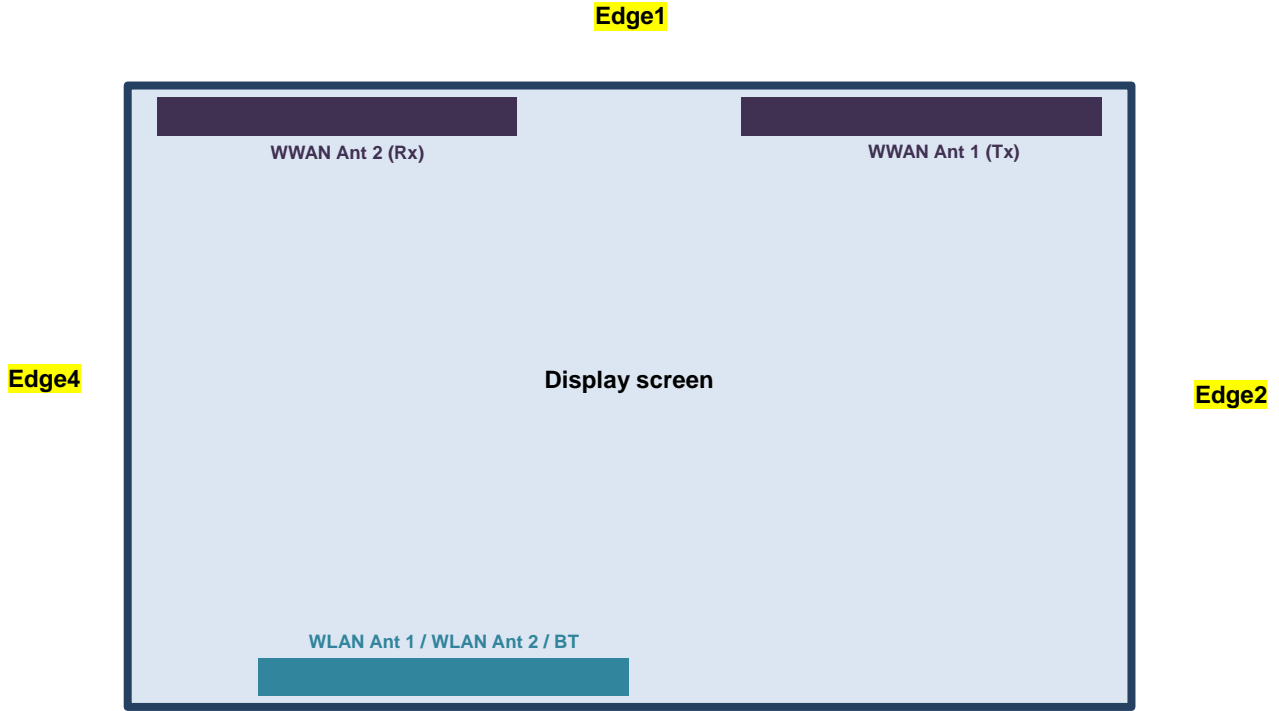 Edge1
WWAN Ant 2 (Rx)
WWAN Ant 1 (Tx)
Edge4
Display screen
Edge2
WLAN Ant 1 / WLAN Ant 2 / BT